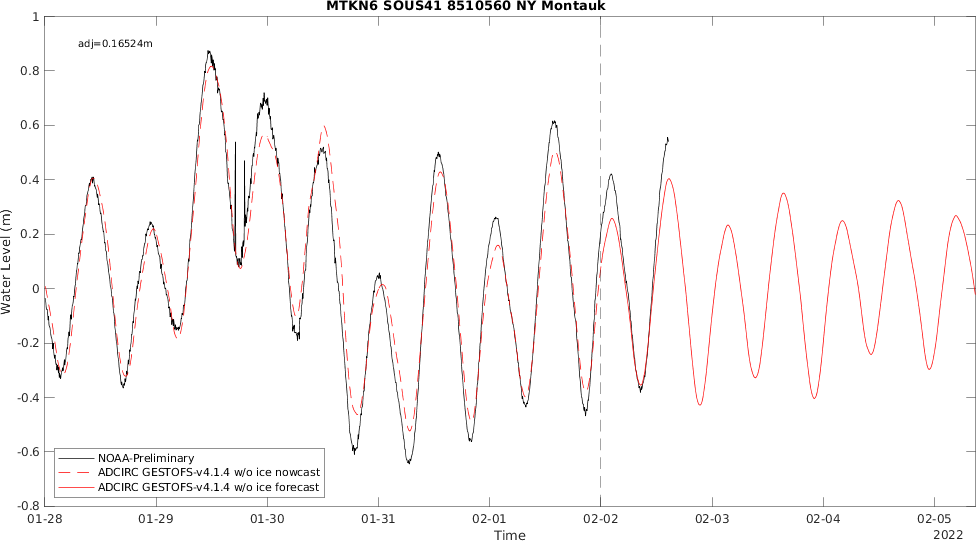 MTKN6 SOUS41 8510560 NY Montauk
adj=0.16524m
1
0.8
0.6
0.4
0.2
0
-0.2
-0.4
-0.6
-0.8
Water Level (m)
NOAA-Preliminary
ADCIRC GESTOFS-v4.1.4 w/o ice nowcast
ADCIRC GESTOFS-v4.1.4 w/o ice forecast
01-28 01-29 01-30 01-31 02-01 02-02 02-03 02-04 02-05
Time
2022